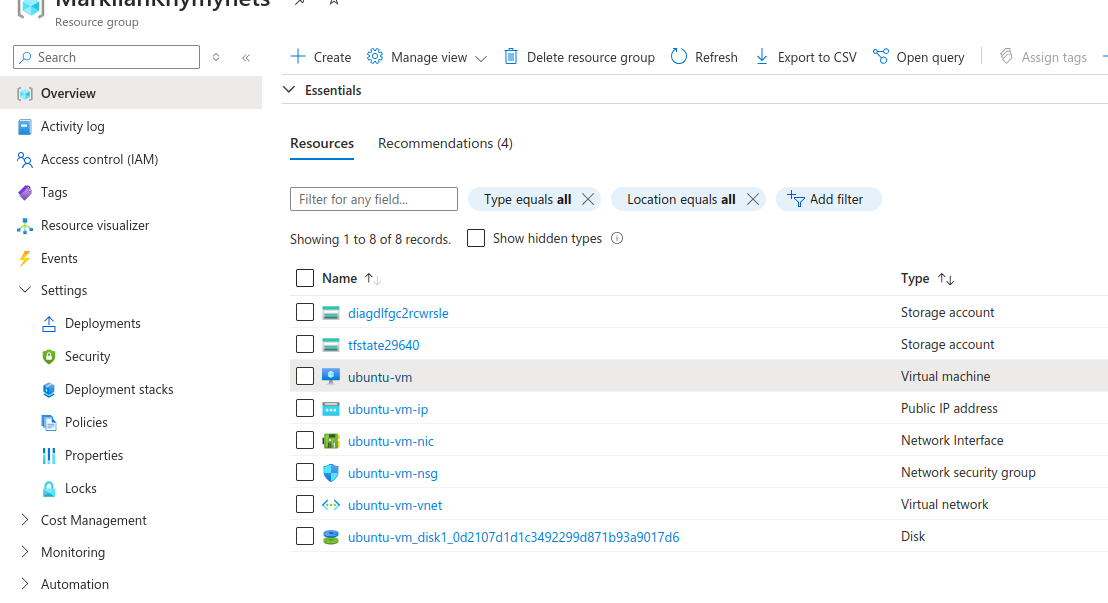 MarkiianKhymynets
Resource group
Search
Create
Manage view
Delete resource group
Refresh
Export to CSV
Open query
Assign tags
Overview
Activity log
Access control (IAM)
Tags
Resource visualizer
Events
Settings
Deployments
Security
Deployment stacks
Policies
Properties
Locks
Cost Management
Monitoring
Automation
Essentials
Resources Recommendations (4)
Filter for any field...
Type equals all
Location equals all
Add filter
Showing 1 to 8 of 8 records.
Show hidden types
Name Type
diagdlfgc2rcwrsle Storage account
tfstate29640 Storage account
ubuntu-vm Virtual machine
ubuntu-vm-ip Public IP address
ubuntu-vm-nic Network Interface
ubuntu-vm-nsg Network security group
ubuntu-vm-vnet Virtual network
ubuntu-vm_disk1_0d2107d1d1c3492299d871b93a9017d6 Disk